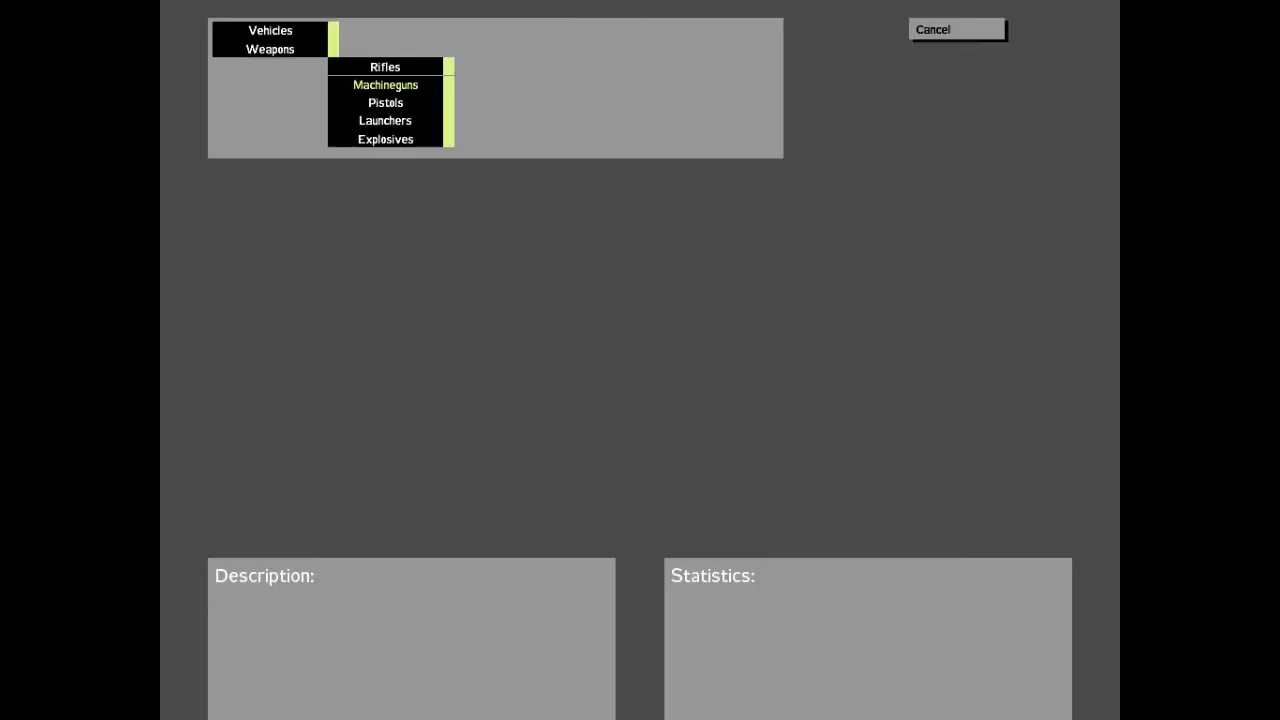 Vehicles
Weapons
Cancel
Rifles
Machineguns
Pistols
Launchers
Explosives
Description:
Statistics: